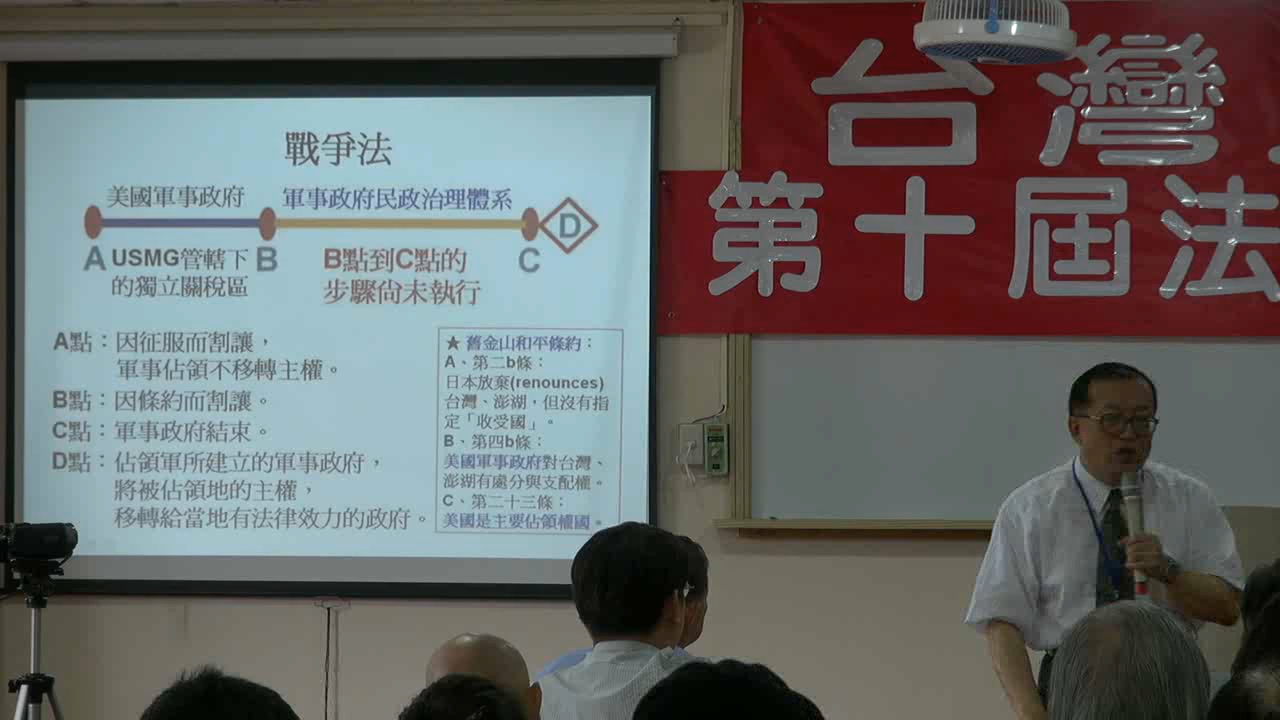 戰爭法
美國軍事政府 軍事政府民政治理體系
A B C D
USMG管轄下
的獨立關稅區
B點到C點的
步驟尚未執行
A點：因征服而割讓，
軍事佔領不移轉主權。
B點：因條約而割讓。
C點：軍事政府結束。
D點：佔領軍所建立的軍事政府，
將被佔領地的主權，
移轉給當地有法律效力的政府。
★ 舊金山和平條約：
A、第二b條：
日本放棄(renounces)
台灣、澎湖，但沒有指
定「收受國」。
B、第四b條：
美國軍事政府對台灣、
澎湖有處分與支配權。
C、第二十三條：
美國是主要佔領權國。
台灣
第十屆法